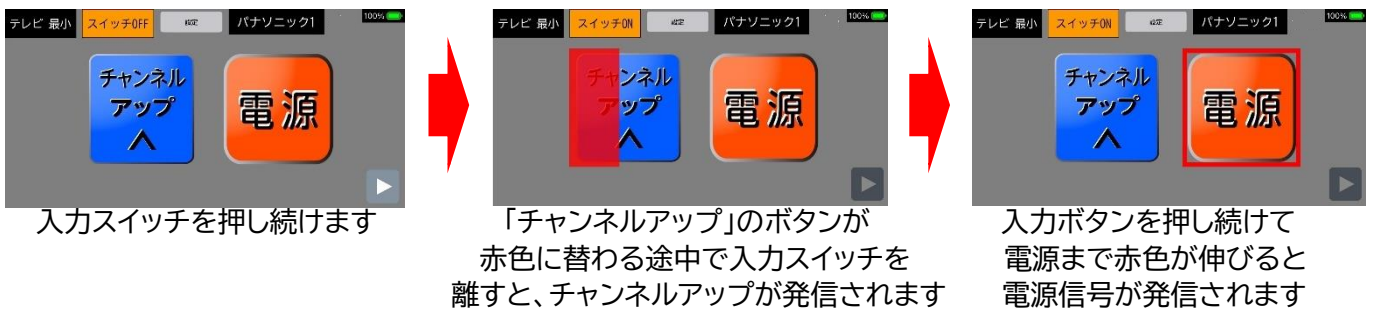 テレビ 最小 スイッチOFF 設定 パナソニック1 100%
チャンネル
アップ
へ
電源
入力スイッチを押し続けます
テレビ 最小 スイッチON 設定 パナソニック1 100%
チャンネル
アップ
へ
電源
「チャンネルアップ」のボタンが
赤色に替わる途中で入力スイッチを
離すと、チャンネルアップが発信されます
テレビ 最小 スイッチON 設定 パナソニック1 100%
チャンネル
アップ
へ
電源
入力ボタンを押し続けて
電源まで赤色が伸びると
電源信号が発信されます